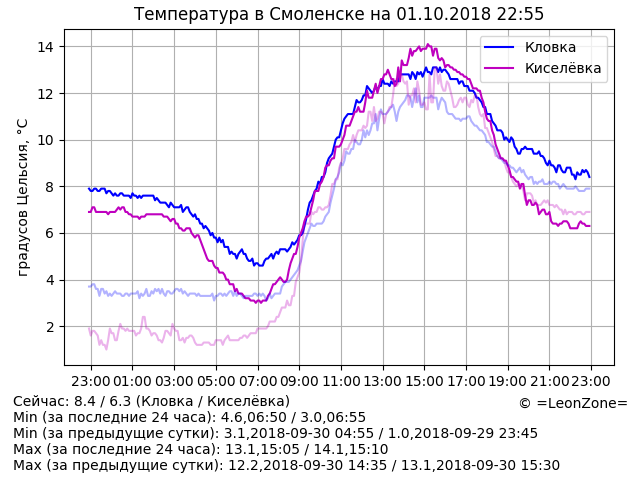 Температура в Смоленске на 01.10.2018 22:55
14
12
10
8
6
4
2
градусов Цельсия, °C
Кловка
Киселёвка
23:00 01:00 03:00 05:00 07:00 09:00 11:00 13:00 15:00 17:00 19:00 21:00 23:00
Сейчас: 8.4 / 6.3 (Кловка / Киселёвка)
© =LeonZone=
Min (за последние 24 часа): 4.6,06:50 / 3.0,06:55
Min (за предыдущие сутки): 3.1,2018-09-30 04:55 / 1.0,2018-09-29 23:45
Max (за последние 24 часа): 13.1,15:05 / 14.1,15:10
Max (за предыдущие сутки): 12.2,2018-09-30 14:35 / 13.1,2018-09-30 15:30